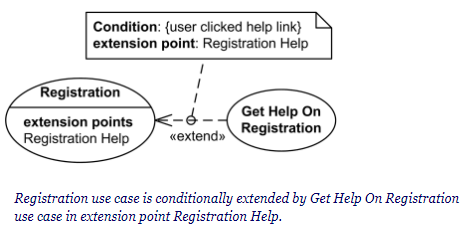 Condition: {user clicked help link}
extension point: Registration Help
Registration
extension points
Registration Help
«extend»
Get Help On
Registration
Registration use case is conditionally extended by Get Help On Registration
use case in extension point Registration Help.